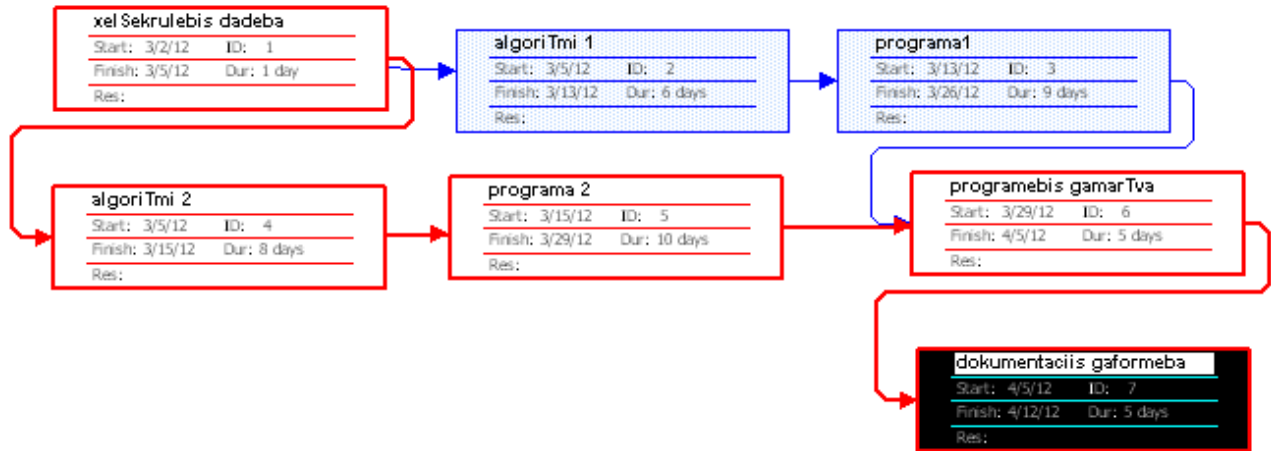 xelSekrulebis dadeba
Start: 3/2/12 ID: 1
Finish: 3/5/12 Dur: 1 day
Res:
algoriTmi 1
Start: 3/5/12 ID: 2
Finish: 3/13/12 Dur: 6 days
Res:
programa1
Start: 3/13/12 ID: 3
Finish: 3/26/12 Dur: 9 days
Res:
algoriTmi 2
Start: 3/5/12 ID: 4
Finish: 3/15/12 Dur: 8 days
Res:
programa 2
Start: 3/15/12 ID: 5
Finish: 3/29/12 Dur: 10 days
Res:
programebis gamarTva
Start: 3/29/12 ID: 6
Finish: 4/5/12 Dur: 5 days
Res:
dokumentaciis gaformeba
Start: 4/5/12 ID: 7
Finish: 4/12/12 Dur: 5 days
Res: